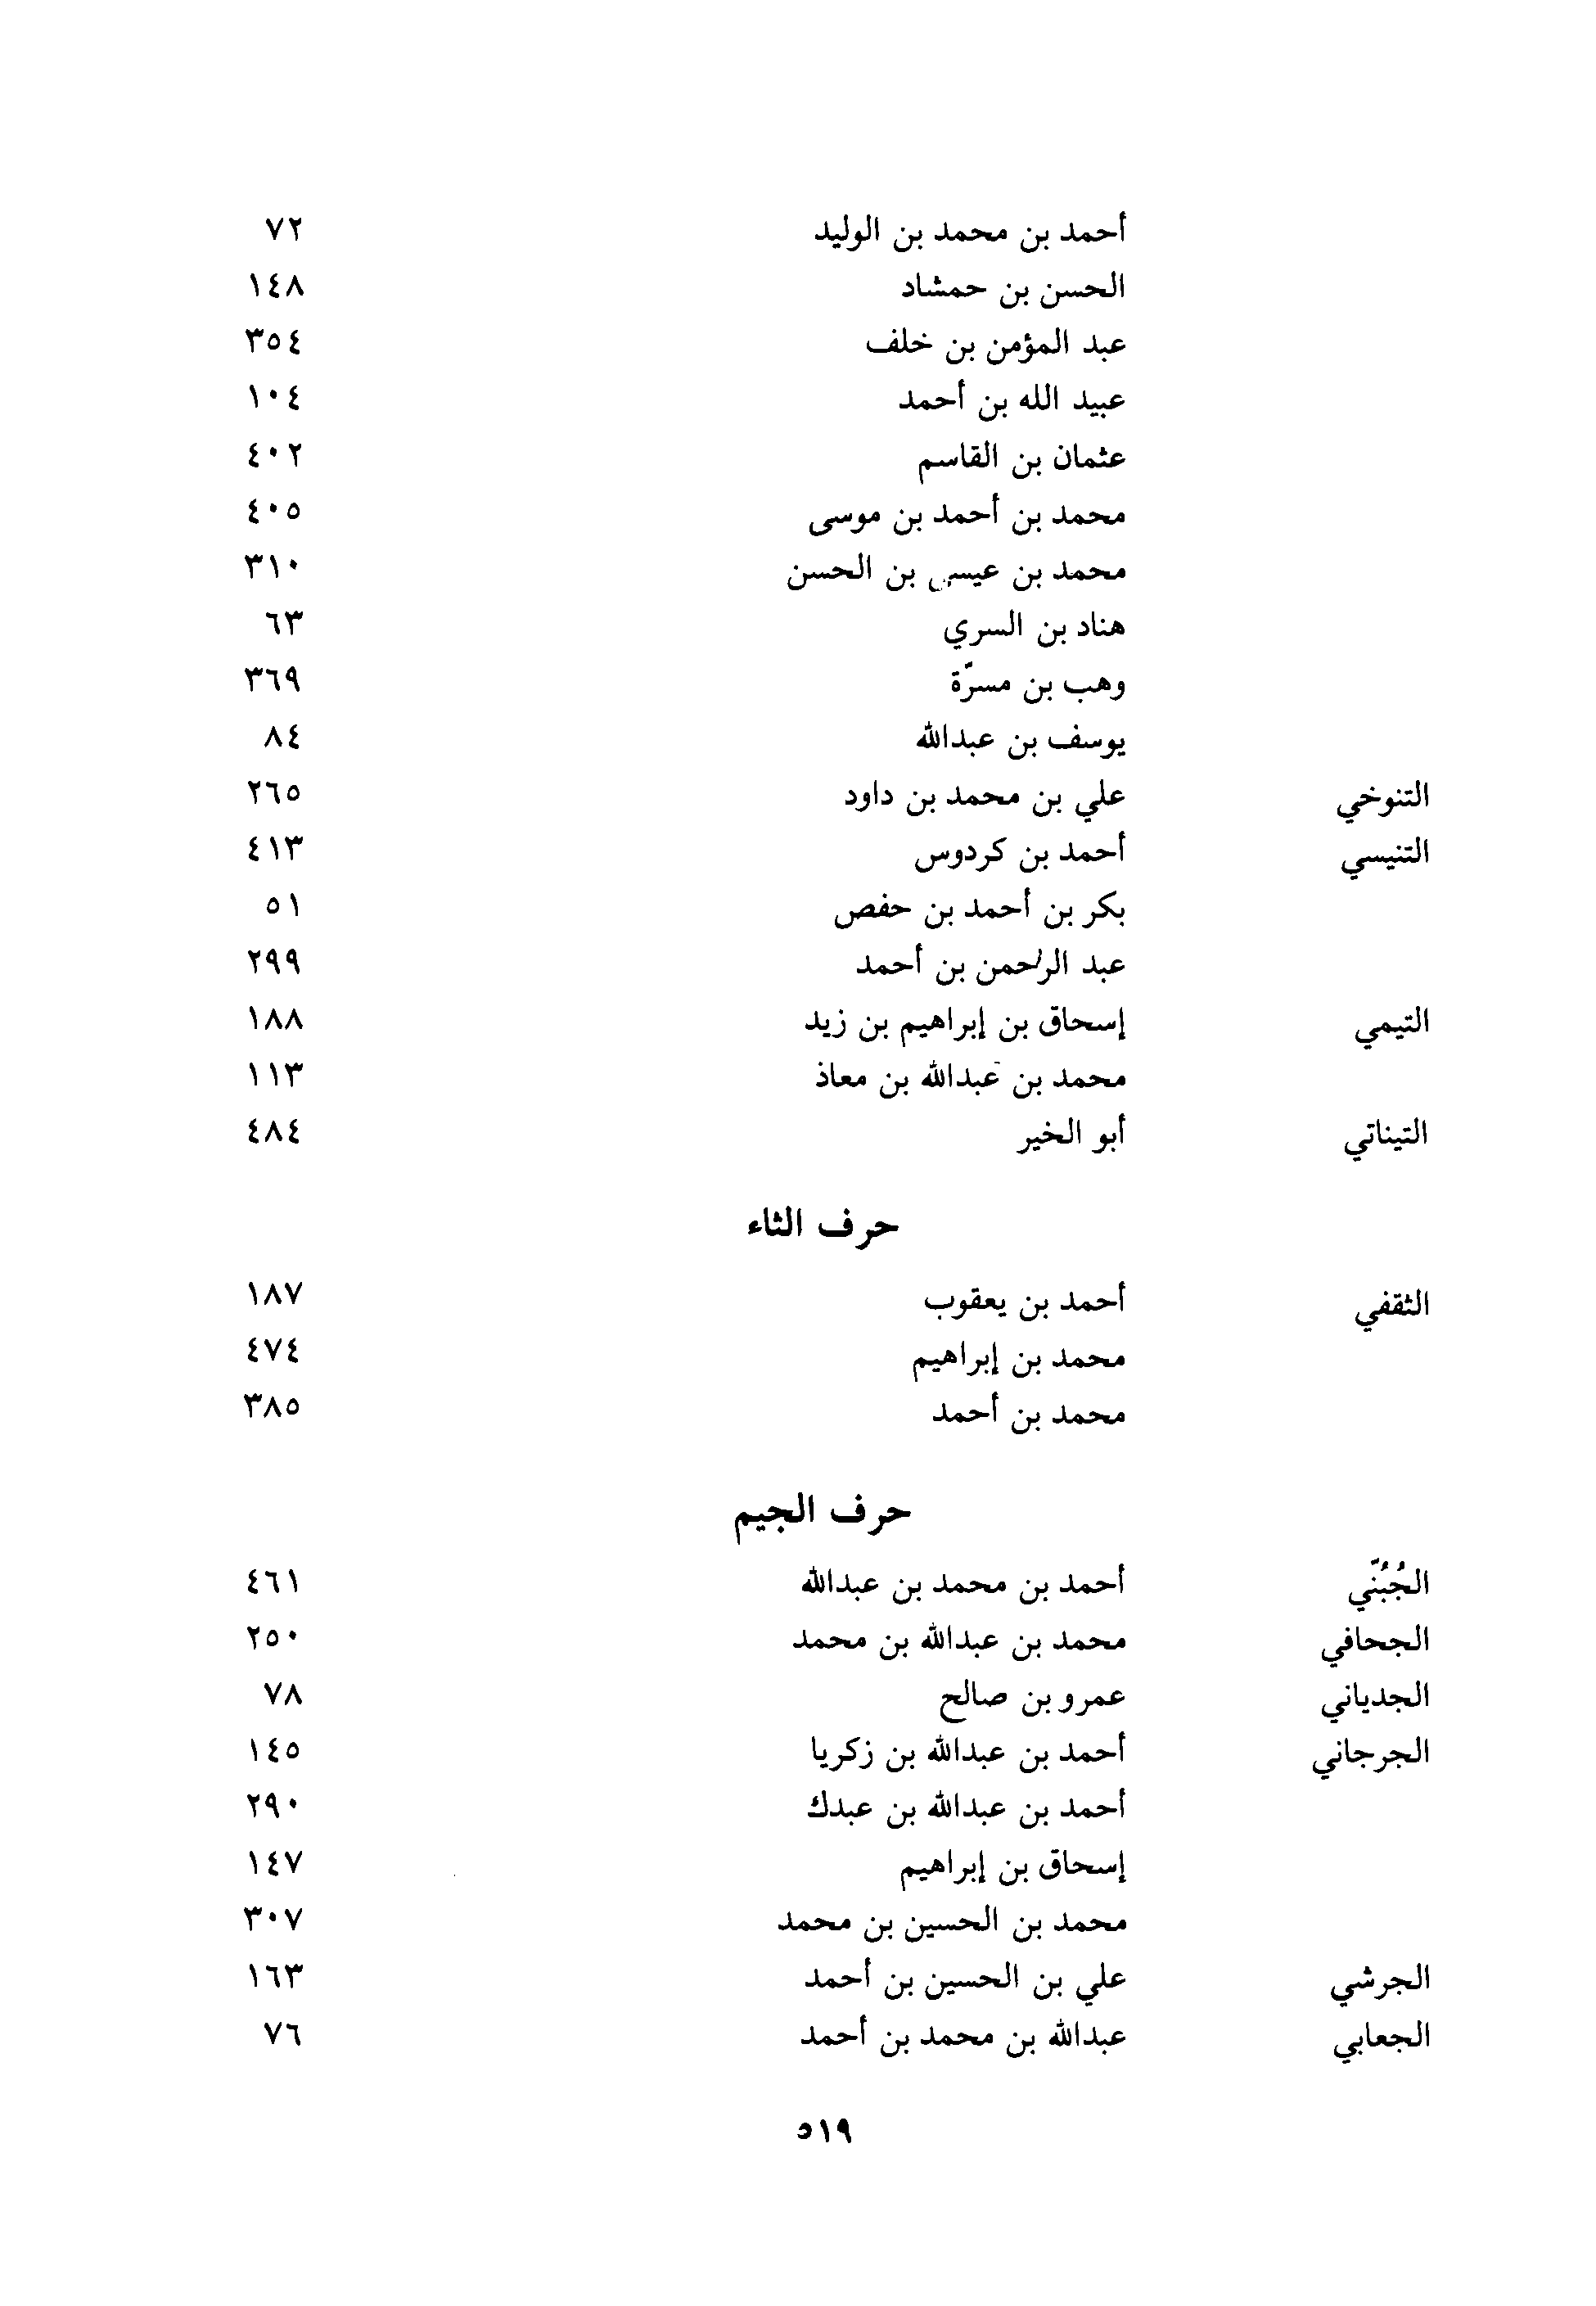 أحمد بن محمد بن الوليد ٧٢
الحسن بن حمشاد ١٤٨
عبد المؤمن بن خلف ٣٥٤
عبيد الله بن أحمد ١٠٤
عثمان بن القاسم ٤٠٢
محمد بن أحمد بن موسى ٤٠٥
محمد بن عيسى بن الحسن ٣١٠
هناد بن السري ٦٣
وهب بن مسرّة ٣٦٩
يوسف بن عبدالله ٨٤
التنوخي علي بن محمد بن داود ٢٦٥
التنيسي أحمد بن كردوس ٤١٣
بكر بن أحمد بن حفص ٥١
عبد الرحمن بن أحمد ٢٩٩
التيمي إسحاق بن إبراهيم بن زيد ١٨٨
محمد بن عبدالله بن معاذ ١١٣
التيناتي أبو الخير ٤٨٤
حرف الثاء
الثقفي أحمد بن يعقوب ١٨٧
محمد بن إبراهيم ٤٧٤
محمد بن أحمد ٣٨٥
حرف الجيم
الجُبُنّي أحمد بن محمد بن عبدالله ٤٦١
الجحافي محمد بن عبدالله بن محمد ٢٥٠
الجدياني عمرو بن صالح ٧٨
الجرجاني أحمد بن عبدالله بن زكريا ١٤٥
أحمد بن عبدالله بن عبدك ٢٩٠
إسحاق بن إبراهيم ١٤٧
محمد بن الحسين بن محمد ٣٠٧
الجرشي علي بن الحسين بن أحمد ١٦٣
الجعابي عبدالله بن محمد بن أحمد ٧٦
٥١٩